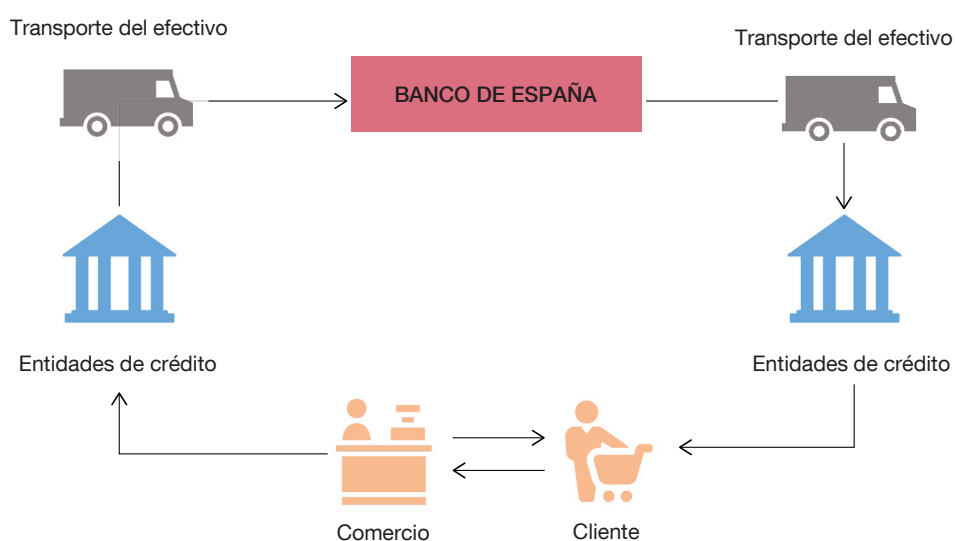 Transporte del efectivo
Transporte del efectivo
BANCO DE ESPAÑA
Entidades de crédito
Entidades de crédito
Comercio
Cliente